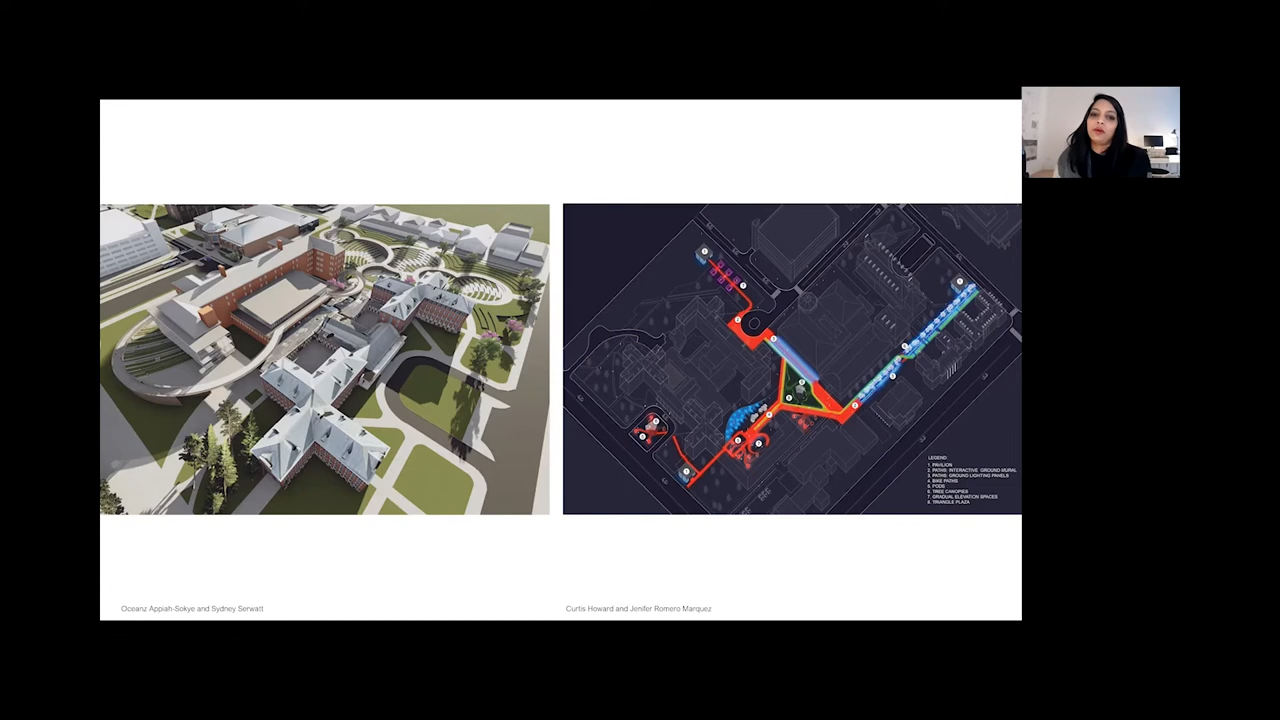 LEGEND:
1. PAVILION
2. PATHS: INTERACTIVE GROUND MURAL
3. PATHS: GROUND LIGHTING PANELS
4. BIKE PATHS
5. PODS
6. TREE CANOPIES
7. GRADUAL ELEVATION SPACES
8. TRIANGLE PLAZA
Oceanz Appiah-Sokye and Sydney Serwatt
Curtis Howard and Jenifer Romero Marquez